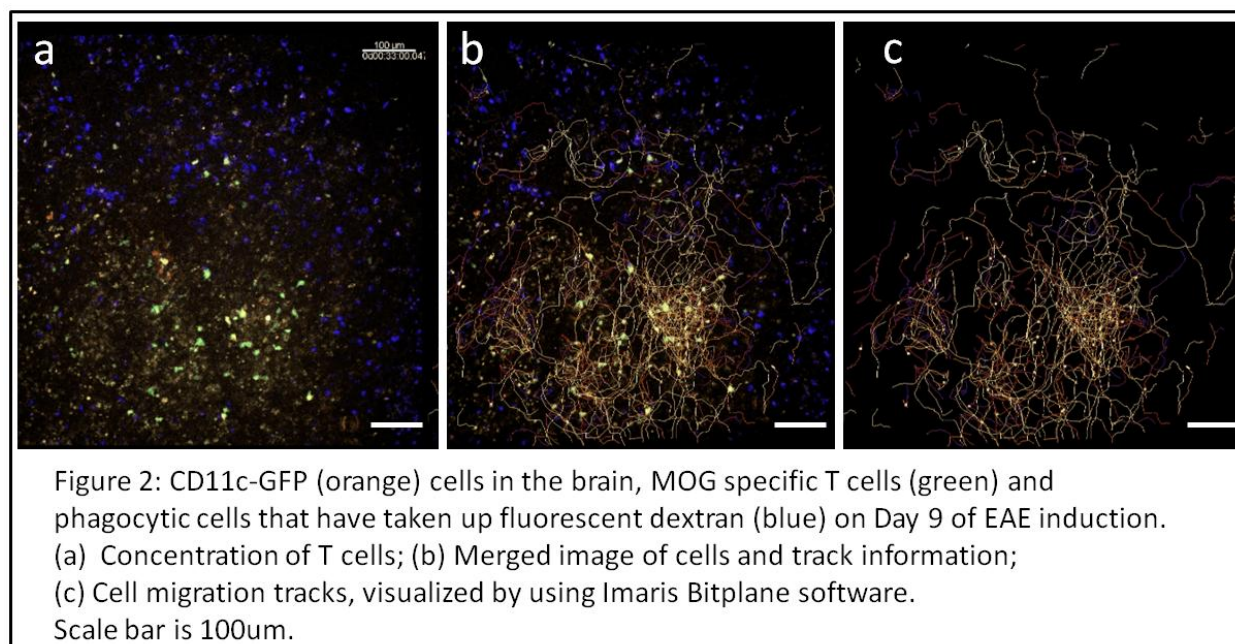 a
100 µm
b
c
Figure 2: CD11c-GFP (orange) cells in the brain, MOG specific T cells (green) and
phagocytic cells that have taken up fluorescent dextran (blue) on Day 9 of EAE induction.
(a) Concentration of T cells; (b) Merged image of cells and track information;
(c) Cell migration tracks, visualized by using Imaris Bitplane software.
Scale bar is 100um.